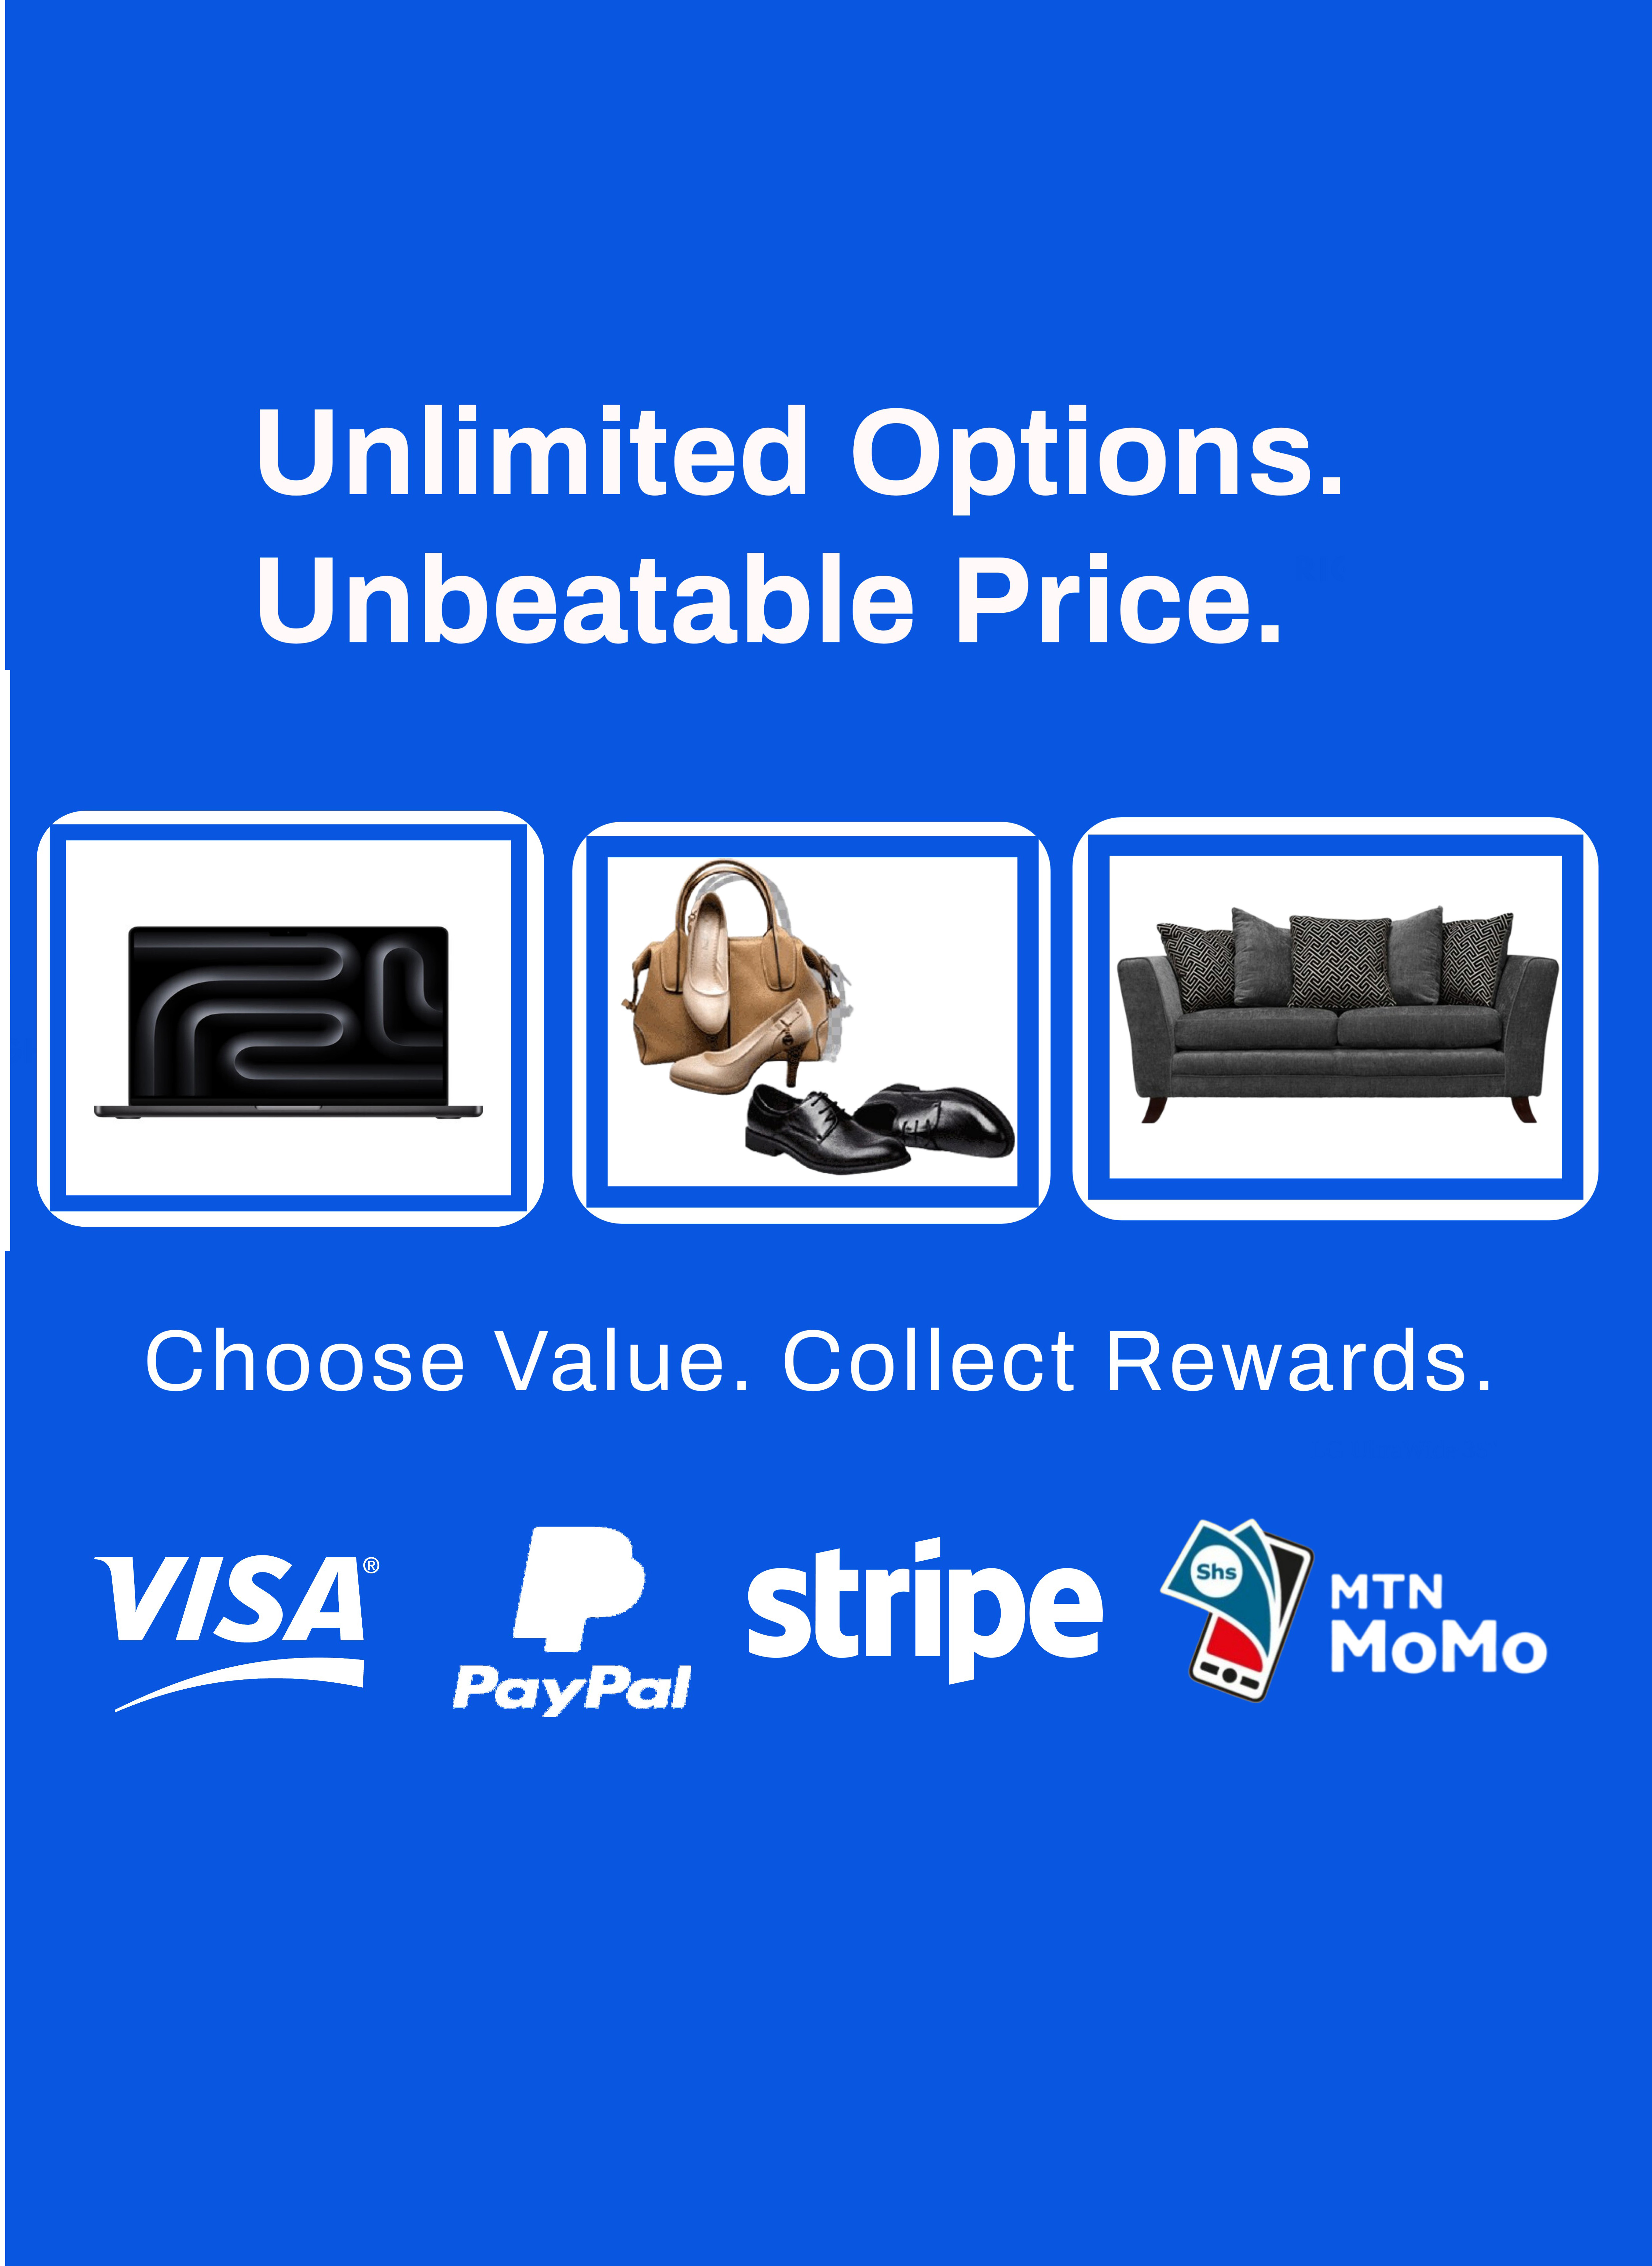 Unlimited Options.
Unbeatable Price.
Choose Value. Collect Rewards.
VISA®
PayPal
stripe
Shs
MTN
MoMo